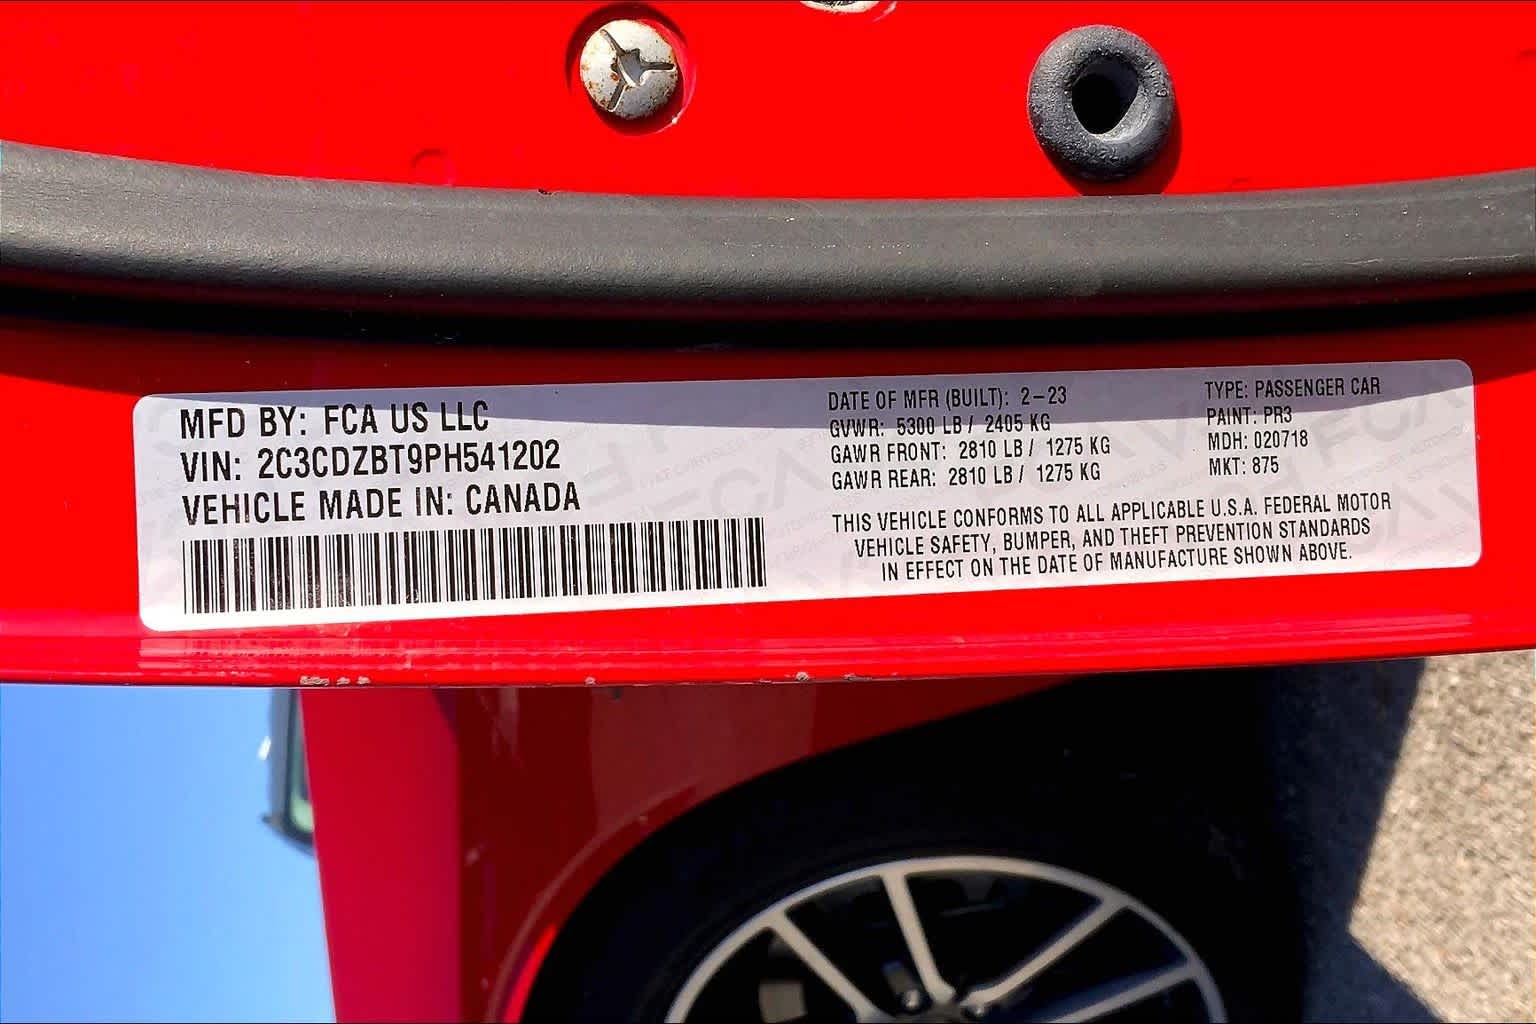 MFD BY: FCA US LLC
VIN: 2C3CDZBT9PH541202
VEHICLE MADE IN: CANADA
DATE OF MFR (BUILT): 2-23
GVWR: 5300 LB / 2405 KG
GAWR FRONT: 2810 LB / 1275 KG
GAWR REAR: 2810 LB / 1275 KG
TYPE: PASSENGER CAR
PAINT: PR3
MDH: 020718
MKT: 875
THIS VEHICLE CONFORMS TO ALL APPLICABLE U.S.A. FEDERAL MOTOR
VEHICLE SAFETY, BUMPER, AND THEFT PREVENTION STANDARDS
IN EFFECT ON THE DATE OF MANUFACTURE SHOWN ABOVE.